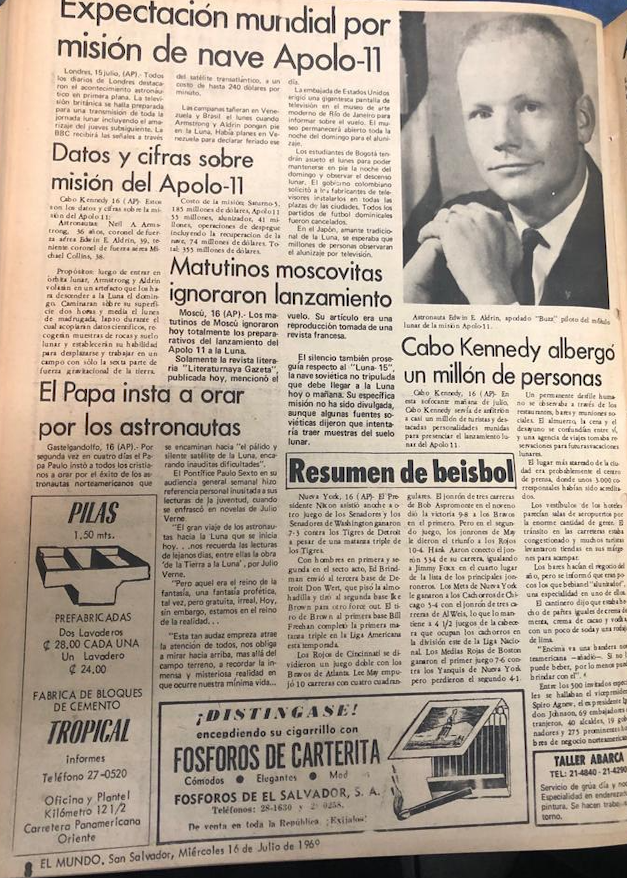 Expectación mundial por
misión de nave Apolo-11
Londres, 15 julio, (AP).- Todos
los diarios de Londres destaca-
ron el acontecimiento astronáu-
tico en primera plana. La televi-
sión británica se halla preparada
para una transmisión de toda la
jornada lunar incluyendo el ama-
rizaje del jueves subsiguiente. La
BBC recibirá las señales a través
del satélite transatlántico, a un
costo de hasta 240 dólares por
minuto.
Las campanas tañeran en Vene-
zuela y Brasil el lunes cuando
Armstrong y Aldrin pongan pie
en la Luna. Había planes en Ve-
nezuela para declarar feriado ese
día.
La embajada de Estados Unidos
erigió una gigantesca pantalla de
televisión en el museo de arte
moderno de Río de Janeiro para
informar sobre el vuelo. El mu-
seo permanecerá abierto toda la
noche del domingo para el aluni-
zaje.
Los estudiantes de Bogotá ten-
drán asueto el lunes para poder
mantenerse en pie la noche del
domingo y observar el descenso
lunar. El gobierno colombiano
solicitó a los fabricantes de tele-
visores instalarlos en todas las
plazas de las ciudades. Todos los
partidos de futbol dominicales
fueron cancelados.
En el Japón, amante tradicio-
nal de la Luna, se esperaba que
millones de personas observaran
el alunizaje por televisión.
Datos y cifras sobre
misión del Apolo-11
Cabo Kennedy 16 (AP)- Estos
son los datos y cifras sobre la mi-
sión del Apolo 11:
Astronautas: Neil A. Arms-
trong, 36 años, coronel de fuer-
za aérea Edwin E. Aldrin, 39, te-
niente coronel de fuerza aérea Mi-
chael Collins, 38.
Propósito: luego de entrar en
órbita lunar, Armstrong y Aldrin
volarán en un artefacto que los ha-
rá descender a la Luna el domin-
go. Caminarán sobre su superfi-
cie dos horas y media el lunes
de madrugada, lapso durante el
cual acopiarán datos científicos, re-
cogerán muestras de rocas y suelo
lunar y establecerán su habilidad
para desplazarse y trabajar en un
campo con sólo la sexta parte de
fuerza gravitacional de la tierra.
Costo de la misión: Saturno-5,
185 millones de dólares, Apolo 11
55 millones, alunizador, 41 mi-
llones, operaciones de despegue
incluyendo la recuperación de la
nave, 74 millones de dólares. To-
tal: 355 millones de dólares.
Matutinos moscovitas
ignoraron lanzamiento
Moscú, 16 (AP).- Los ma-
tutinos de Moscú ignoraron
hoy totalmente los prepara-
rativos del lanzamiento del
Apolo 11 a la Luna.
Solamente la revista litera-
ria "Literaturnaya Gazeta",
publicada hoy, mencionó el
vuelo. Su artículo era una
reproducción tomada de una
revista francesa.
El silencio también prose-
guía respecto al "Luna-15",
la nave soviética no tripulada
que debe llegar a la Luna
hoy o mañana. Su específica
misión no ha sido divulgada,
aunque algunas fuentes so-
viéticas dijeron que intenta-
ría traer muestras del suelo
lunar.
Astronauta Edwin E. Aldrin, apodado "Buzz" piloto del módulo
lunar de la misión Apolo-11.
Cabo Kennedy albergó
un millón de personas
Cabo Kennedy, 16 (AP).- En
esta sofocante mañana de julio,
Cabo Kennedy servía de anfitrión
a casi un millón de turistas y des-
tacadas personalidades mundiales
para presenciar el lanzamiento lu-
nar del Apolo 11.
Un permanente desfile huma-
no se observaba a través de los
restaurantes, bares y muniones so-
ciales. El almuerzo, la cena y el
desayuno se confundían entre sí,
y una agencia de viajes tomaba re-
servaciones para futuras vacaciones
lunares.
El lugar más atareado de la ciu-
dad era probablemente el centro
de prensa, donde unos 3.000 co-
rresponsales habían sido acredita-
dos.
Los vestíbulos de los hoteles
parecían salas de aeropuertos por
la enorme cantidad de gente. El
tránsito en las carreteras estaba
congestionado y muchos turistas
levantaron tiendas en sus márge-
nes para acampar.
Los bares hacían el negocio del
año, pero se informó que tras po-
cos los que bebían el "alunizador",
una especialidad en uno de ellos.
El cantinero dijo que estaba he-
cho de partes iguales de crema de
menta, crema de cacao y vodka
con un poco de soda y una rodaja
de lima.
"Encima va una bandera nor-
teamericana —añadió—. Si no la
puede beber, por lo menos puede
brindar con el".
Entre los 500 invitados especia-
les se hallaban el vicepresidente
Spiro Agnew, el ex presidente Lyn-
don Johnson, 69 embajadores ex-
tranjeros, 40 alcaldes, 19 gober-
nadores y 275 prominentes hom-
bres de negocio norteamericanos.
El Papa insta a orar
por los astronautas
Gastelgandolfo, 16 (AP).- Por
segunda vez en cuatro días el Pa-
pa Paulo instó a todos los cristia-
nos a orar por el éxito de los as-
tronautas norteamericanos que
se encaminan hacia "el pálido y
silente satélite de la Luna, enca-
rando inauditas dificultades".
El Pontífice Paulo Sexto en su
audiencia general semanal hizo
referencia personal inusitada a sus
lecturas de la juventud, cuando
se enfrascó en novelas de Julio
Verne.
"El gran viaje de los astronau-
tas hacia la Luna que se inicia
hoy. . .nos recuerda las lecturas
de lejanos días, entre ellas la obra
'de la Tierra a la Luna', por Julio
Verne.
"Pero aquel era el reino de la
fantasía, una fantasía profética,
tal vez, pero gratuita, irreal. Hoy,
sin embargo, estamos en el reino
de la realidad...
"Esta tan audaz empreza atrae
la atención de todos, nos obliga
a mirar hacia arriba, mas allá del
campo terreno, a recordar la in-
mensa y misteriosa realidad en
que ocurre nuestra mínima vida...
Resumen de beisbol
Nueva York, 16 (AP).- El Pre-
sidente Nixon asistió anoche a o-
tro juego de los Senadores y los
Senadores de Washington ganaron
7-3 contra los Tigres de Detroit
a pesar de una matanza triple de
los Tigres.
Con hombres en primera y se-
gunda en el secto acto, Ed Brind-
man envió al tercera base de De-
troit Don Wert, que pisó la almo-
hadilla y tiró al segunda base Ike
Brown para otro force out. El ti-
ro de Brown al primera base Bill
Freehan completó la primera ma-
tanza triple en la Liga Americana
esta temporada.
Los Rojos de Cincinnati se di-
vidieron un juego doble con los
Bravos de Atlanta. Lee May empu-
jó 10 carreras con cuatro cuadran-
gulares. El jonrón de tres carreras
de Bob Aspromonte en el noveno
dio la victoria 9-8 a los Bravos
en el primero. Pero en el segun-
do juego, los jonrones de May
le dieron el triunfo a los Rojos
10-4. Hank Aaron conecto el jon-
rón 534 de su carrera, igualando
a Jimmy Foxx en el cuarto lugar
de la lista de los principales jon-
roneros. Los Mets de Nueva York
le ganaron a los Cachorros de Chi-
cago 5-4 con el jonrón de tres ca-
rreras de Al Weis, lo que los man-
tiene a 4 1/2 juegos de la cabece-
ra que ocupan los cachorros en
la división este de la Liga Nacio-
nal. Los Medias Rojas de Boston
ganaron el primer juego 7-6 con-
tra los Yanquis de Nueva York
pero perdieron el segundo 4-1.
PILAS
1,50 mts.
PREFABRICADAS
Dos Lavaderos
₡ 28,00 CADA UNA
Un Lavadero
₡ 24,00
FABRICA DE BLOQUES
DE CEMENTO
TROPICAL
informes
Teléfono 27-0520
Oficina y Plantel
Kilómetro 12 1/2
Carretera Panamericana
Oriente
¡DISTINGASE!
encendiendo su cigarrillo con
FOSFOROS DE CARTERITA
Cómodos • Elegantes • Mod
FOSFOROS DE EL SALVADOR, S. A.
Teléfonos: 28-1630 y 2 0258.
De venta en toda la República. ¡Exíjalos!
TALLER ABARCA
TEL: 21-4840 - 21-4290
Servicio de grúa día y no
Especialidad en enderezad
pintura. Se hacen trabaj
torno.
8 EL MUNDO, San Salvador, Miércoles 16 de Julio de 1969